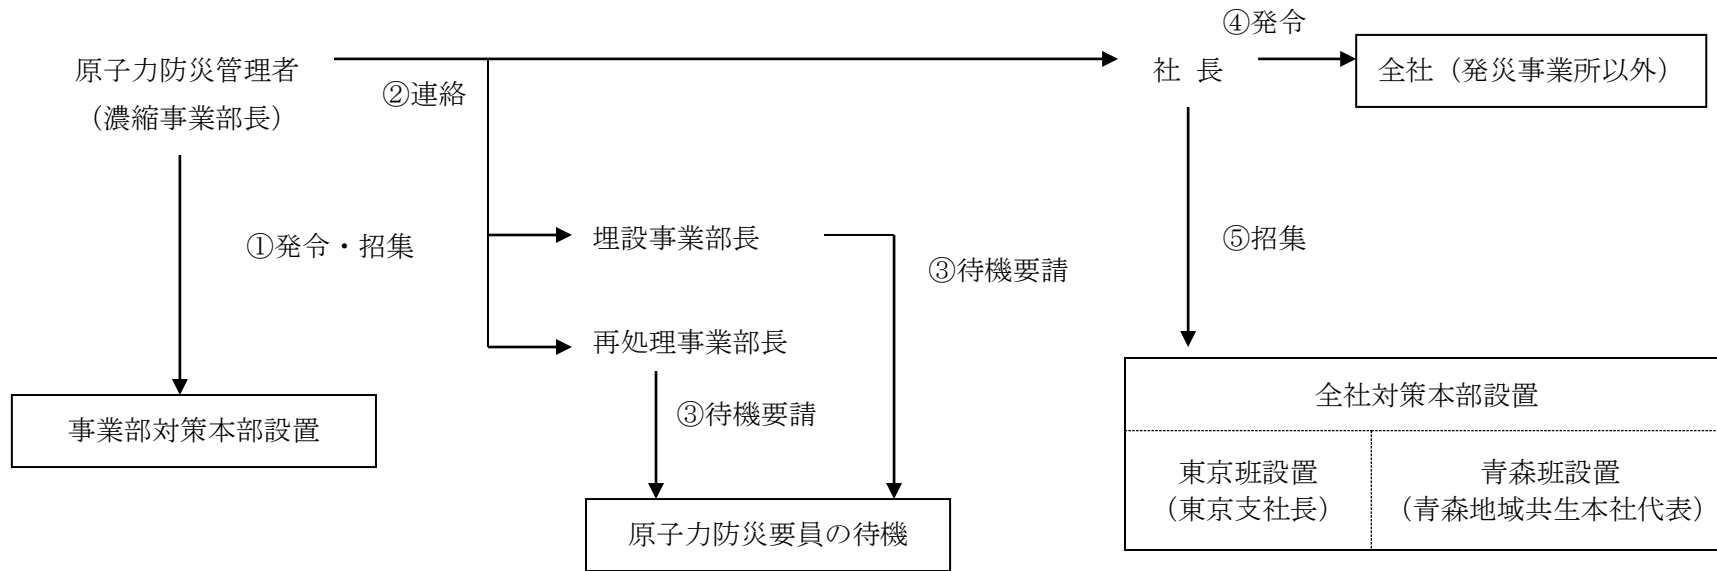 ④発令
原子力防災管理者
（濃縮事業部長）
②連絡
社 長
全社（発災事業所以外）
①発令・招集
埋設事業部長
③待機要請
⑤招集
再処理事業部長
③待機要請
事業部対策本部設置
全社対策本部設置
東京班設置
（東京支社長）
青森班設置
（青森地域共生本社代表）
原子力防災要員の待機